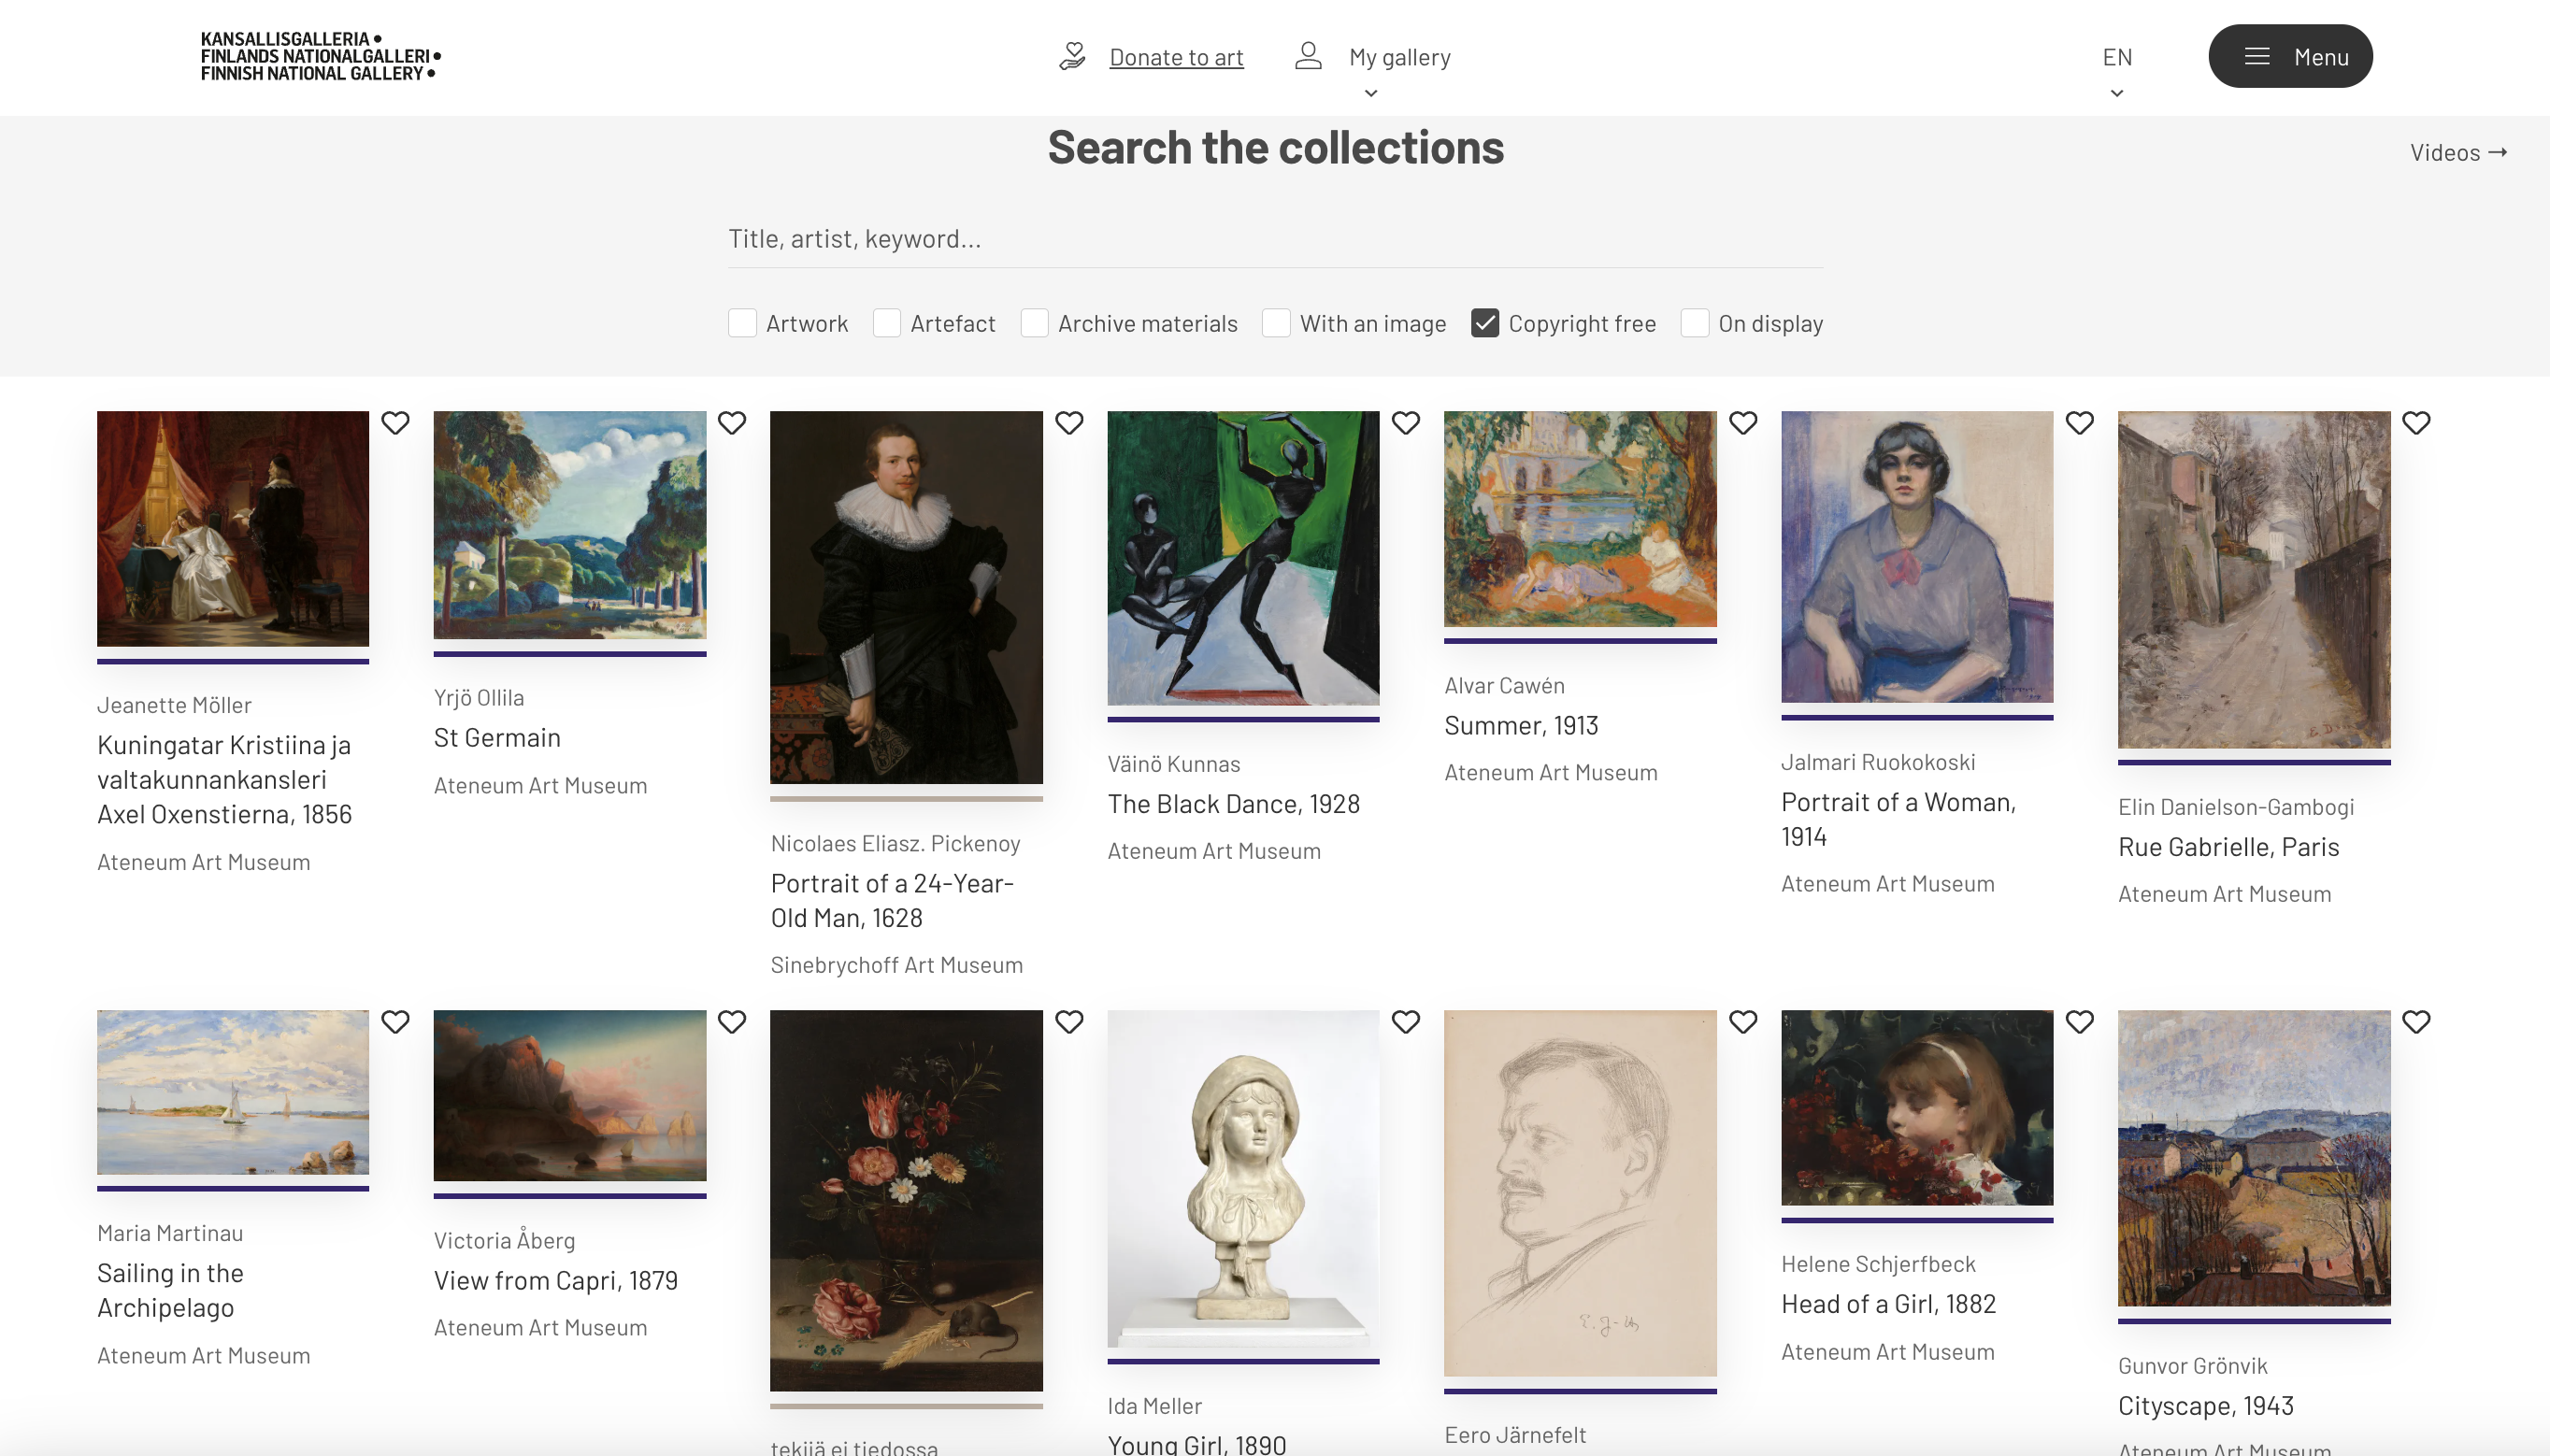 KANSALLISGALLERIA
FINLANDS NATIONALGALLERI
FINNISH NATIONAL GALLERY
Donate to art
My gallery
EN
Menu
Search the collections
Videos →
Title, artist, keyword...
Artwork
Artefact
Archive materials
With an image
Copyright free
On display
Jeanette Möller
Kuningatar Kristiina ja
valtakunnankansleri
Axel Oxenstierna, 1856
Ateneum Art Museum
Yrjö Ollila
St Germain
Ateneum Art Museum
Nicolaes Eliasz. Pickenoy
Portrait of a 24-Year-
Old Man, 1628
Sinebrychoff Art Museum
Väinö Kunnas
The Black Dance, 1928
Ateneum Art Museum
Alvar Cawén
Summer, 1913
Ateneum Art Museum
Jalmari Ruokokoski
Portrait of a Woman,
1914
Ateneum Art Museum
Elin Danielson-Gambogi
Rue Gabrielle, Paris
Ateneum Art Museum
Maria Martinau
Sailing in the
Archipelago
Ateneum Art Museum
Victoria Åberg
View from Capri, 1879
Ateneum Art Museum
tekijä ei tiedossa
Ida Meller
Young Girl, 1890
Eero Järnefelt
Helene Schjerfbeck
Head of a Girl, 1882
Ateneum Art Museum
Gunvor Grönvik
Cityscape, 1943
Ateneum Art Museum